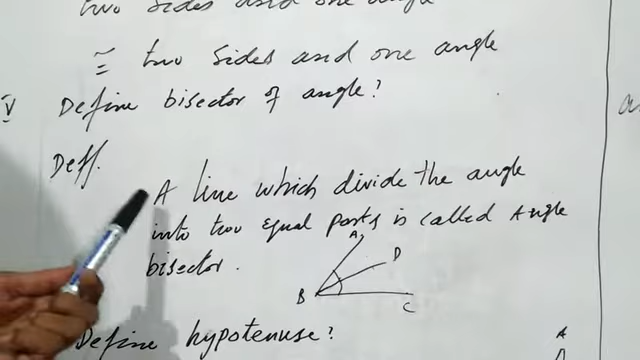 two sides and one angle
≅ two sides and one angle
v Define bisector of angle?
Deff.
A line which divide the angle
into two equal parts is called Angle
bisector.
A
D
B
C
Define hypotenuse?
A